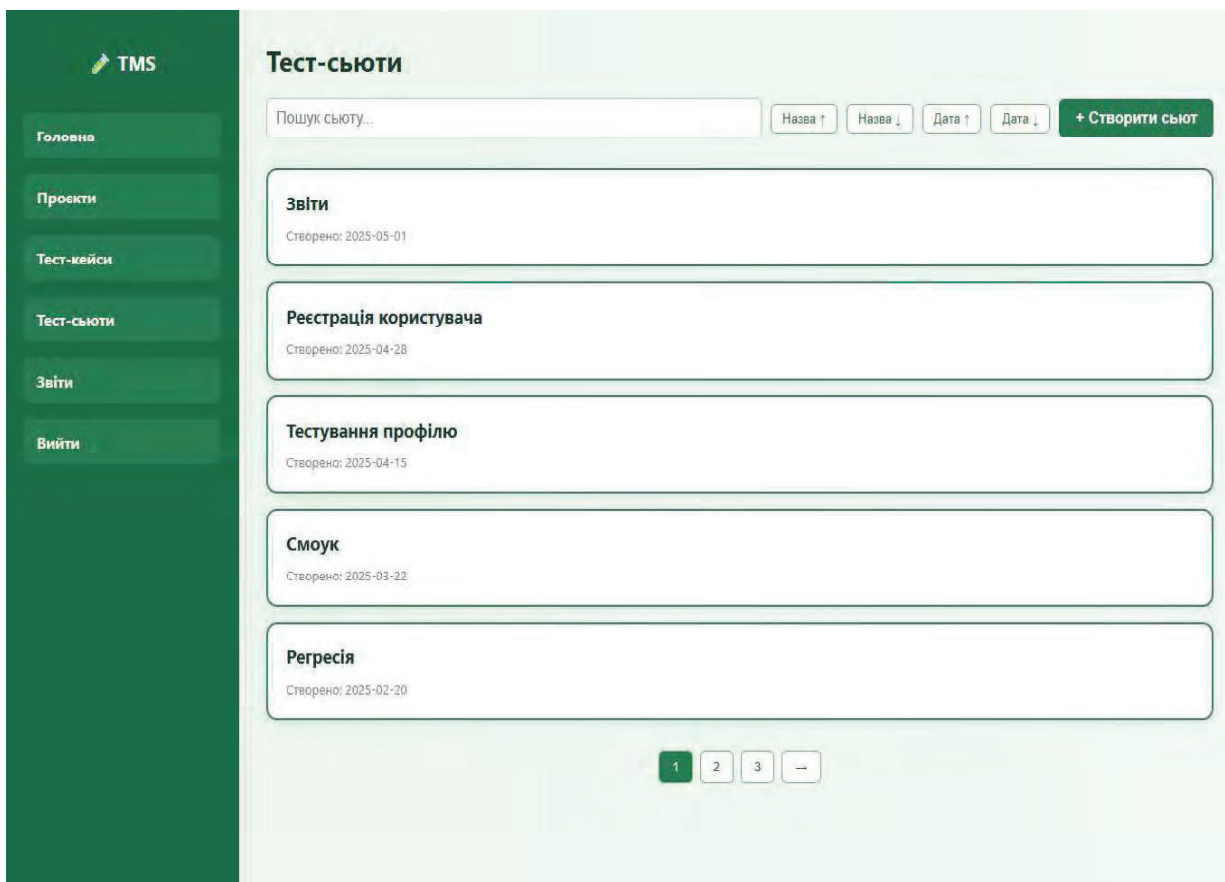 TMS
Головна
Проєкти
Тест-кейси
Тест-сьюти
Звіти
Вийти
Тест-сьюти
Пошук сьюту...
Назва ↑
Назва ↓
Дата ↑
Дата ↓
+ Створити сьют
Звіти
Створено: 2025-05-01
Реєстрація користувача
Створено: 2025-04-28
Тестування профілю
Створено: 2025-04-15
Смоук
Створено: 2025-03-22
Регресія
Створено: 2025-02-20
1 2 3 →